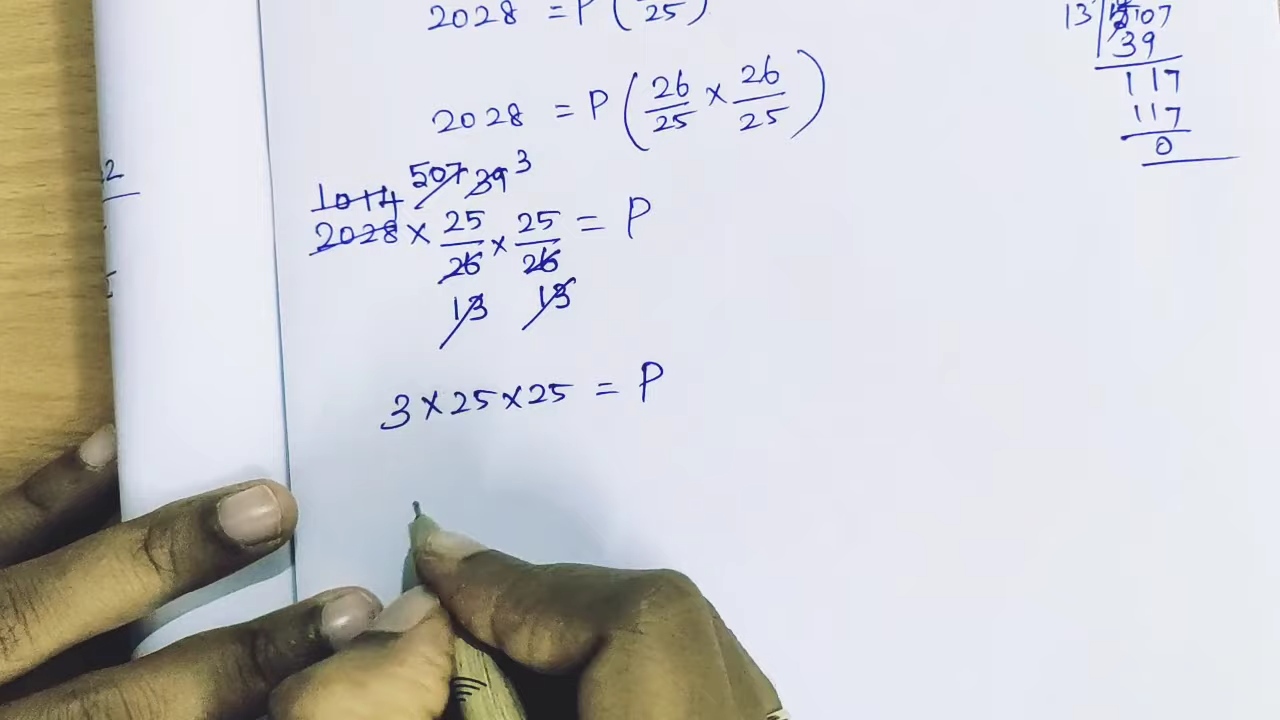 2028 = P ( /25)
2028 = P (26/25 × 26/25)
1014 507 39 3
2028 × 25/26 × 25/26 = P
13 13
3 × 25 × 25 = P
13 507
39
117
117
0
2